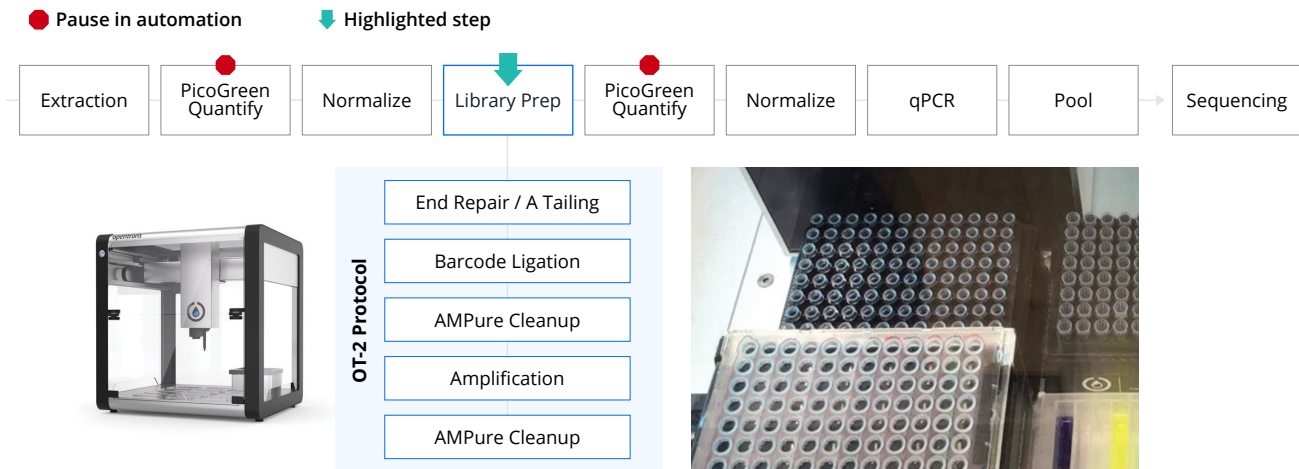 Pause in automation
Highlighted step
Extraction
PicoGreen
Quantify
Normalize
Library Prep
PicoGreen
Quantify
Normalize
qPCR
Pool
Sequencing
opentrons
OT-2 Protocol
End Repair / A Tailing
Barcode Ligation
AMPure Cleanup
Amplification
AMPure Cleanup